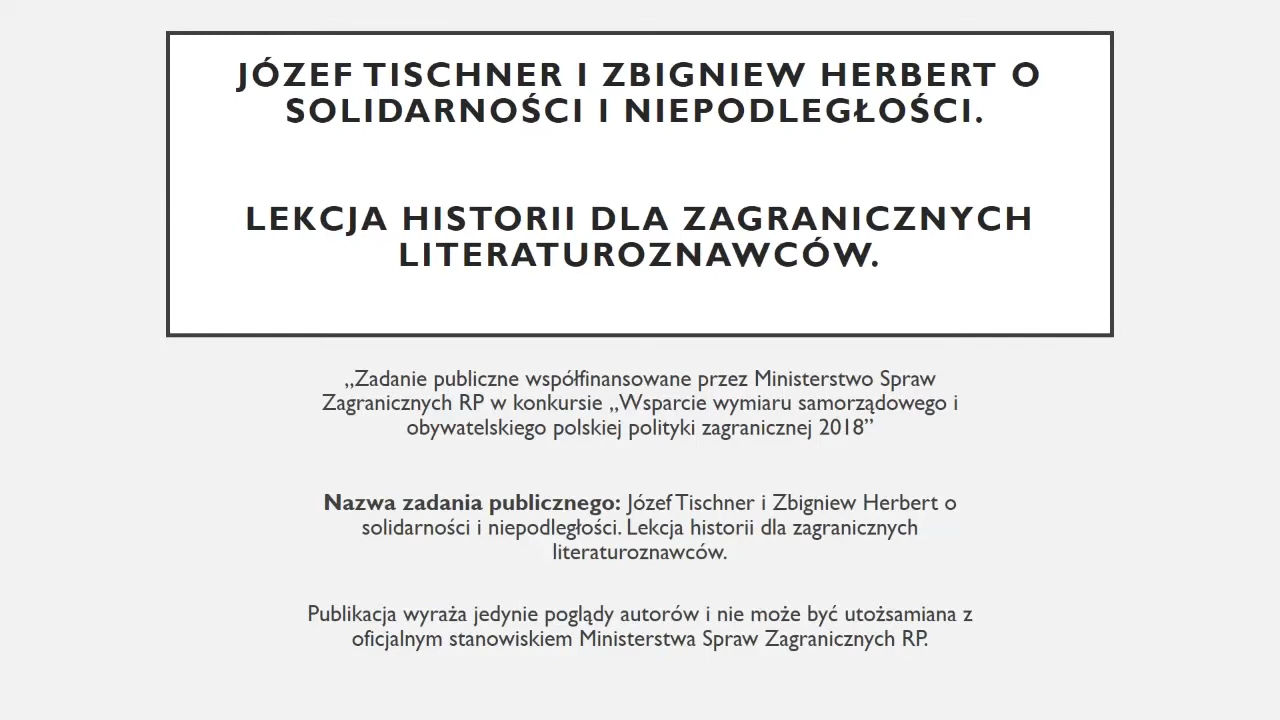 JÓZEF TISCHNER I ZBIGNIEW HERBERT O
SOLIDARNOŚCI I NIEPODLEGŁOŚCI.
LEKCJA HISTORII DLA ZAGRANICZNYCH
LITERATUROZNAWCÓW.
„Zadanie publiczne współfinansowane przez Ministerstwo Spraw
Zagranicznych RP w konkursie „Wsparcie wymiaru samorządowego i
obywatelskiego polskiej polityki zagranicznej 2018”
Nazwa zadania publicznego: Józef Tischner i Zbigniew Herbert o
solidarności i niepodległości. Lekcja historii dla zagranicznych
literaturoznawców.
Publikacja wyraża jedynie poglądy autorów i nie może być utożsamiana z
oficjalnym stanowiskiem Ministerstwa Spraw Zagranicznych RP.